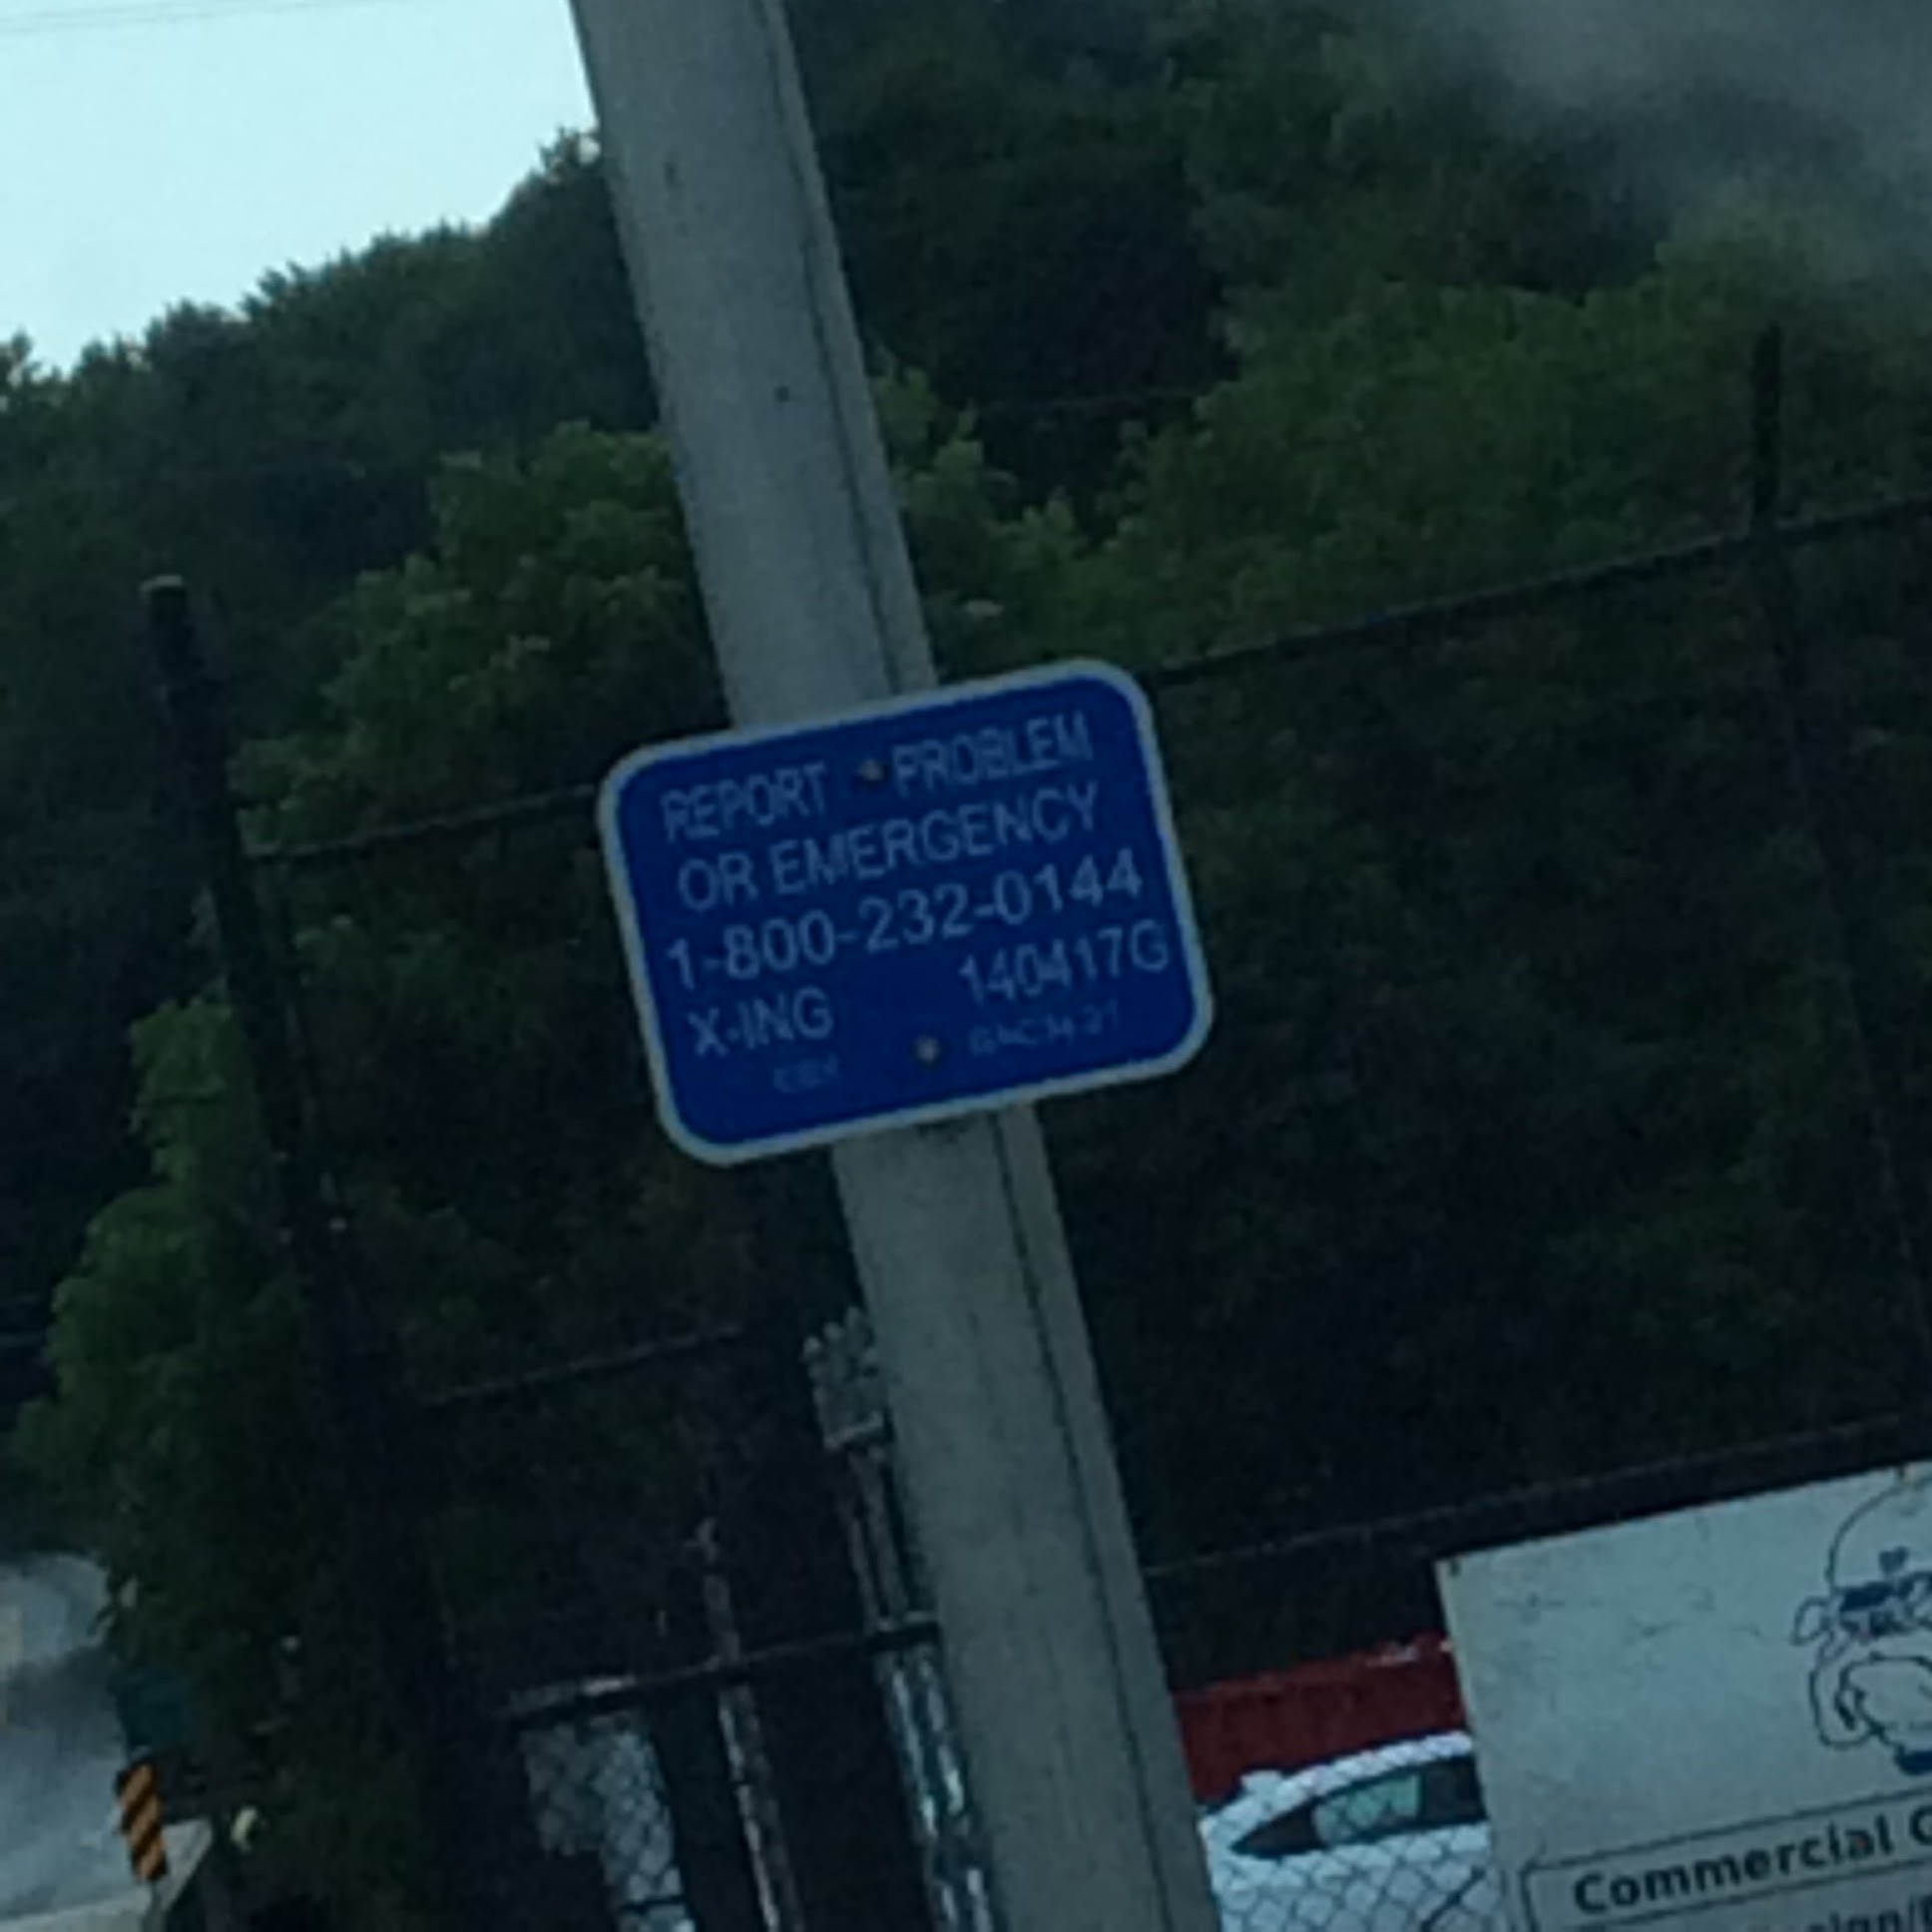 REPORT PROBLEM
OR EMERGENCY
1-800-232-0144
X-ING 140417G
Commercial